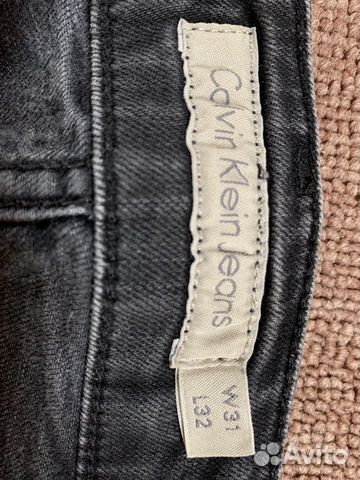 Calvin Klein Jeans
W31
L32
Avito